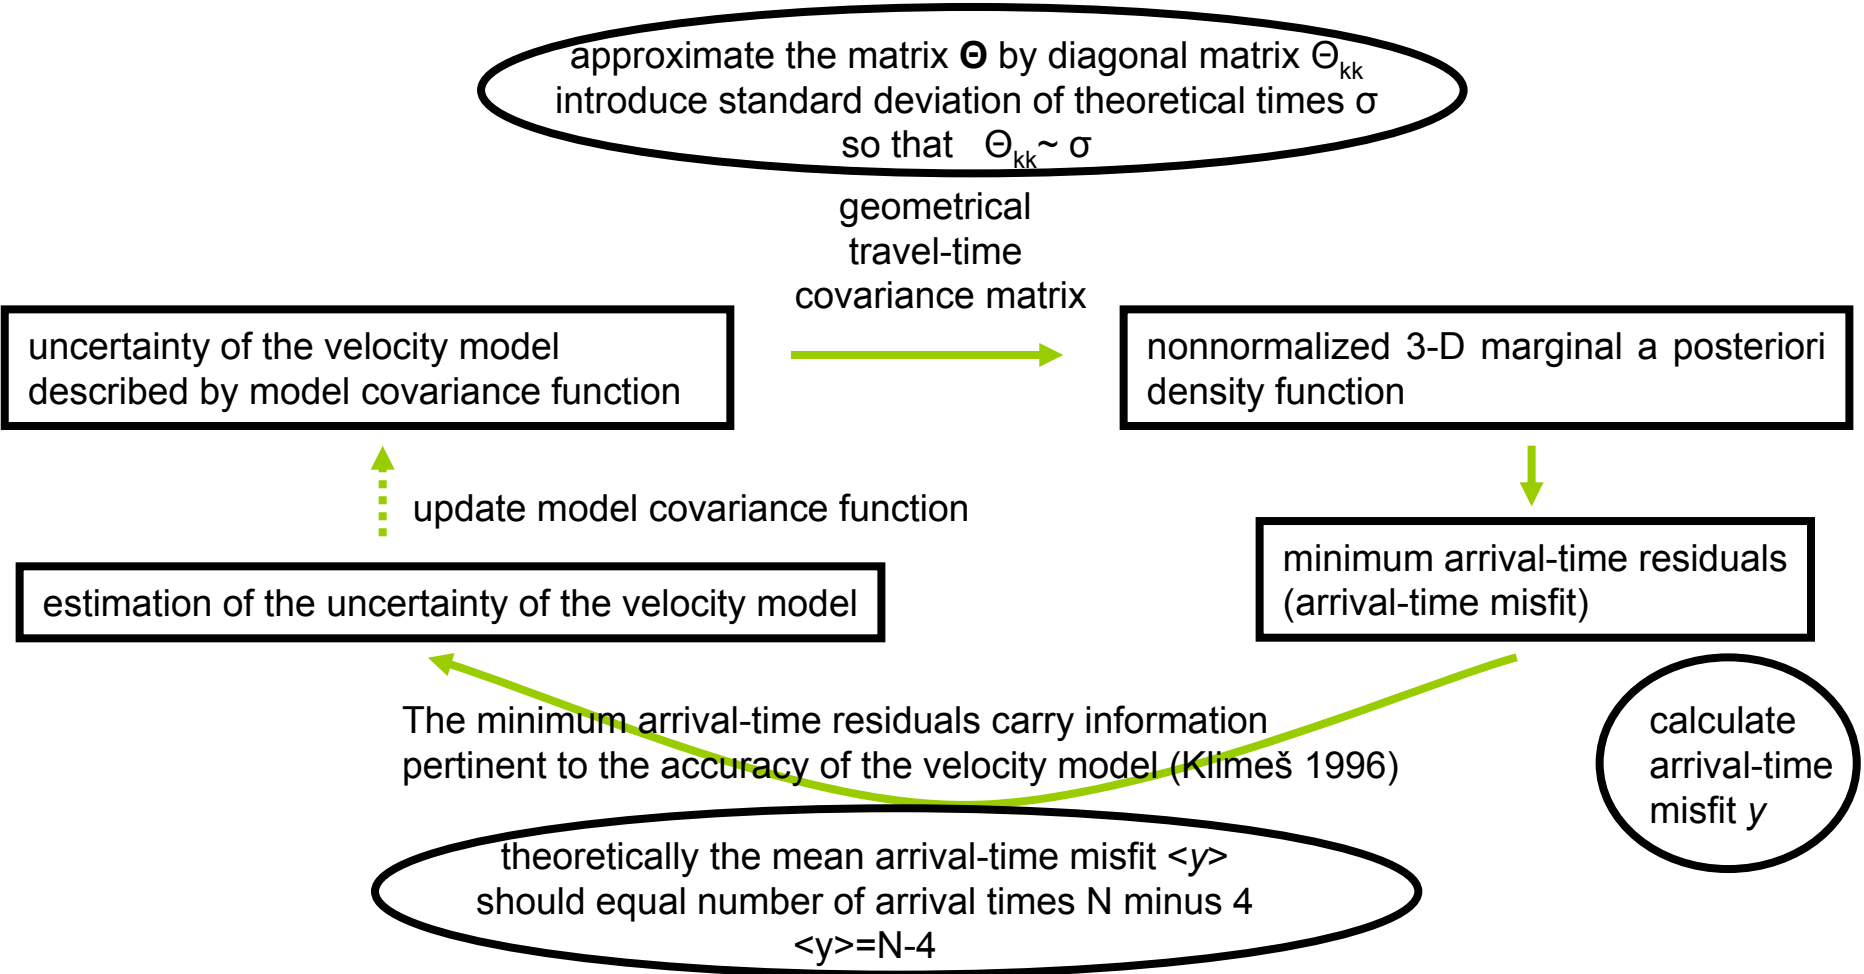 approximate the matrix Θ by diagonal matrix Θkk
introduce standard deviation of theoretical times σ
so that Θkk~ σ
geometrical
travel-time
covariance matrix
uncertainty of the velocity model
described by model covariance function
nonnormalized 3-D marginal a posteriori
density function
update model covariance function
minimum arrival-time residuals
(arrival-time misfit)
estimation of the uncertainty of the velocity model
The minimum arrival-time residuals carry information
pertinent to the accuracy of the velocity model (Klimeš 1996)
calculate
arrival-time
misfit y
theoretically the mean arrival-time misfit <y>
should equal number of arrival times N minus 4
<y>=N-4